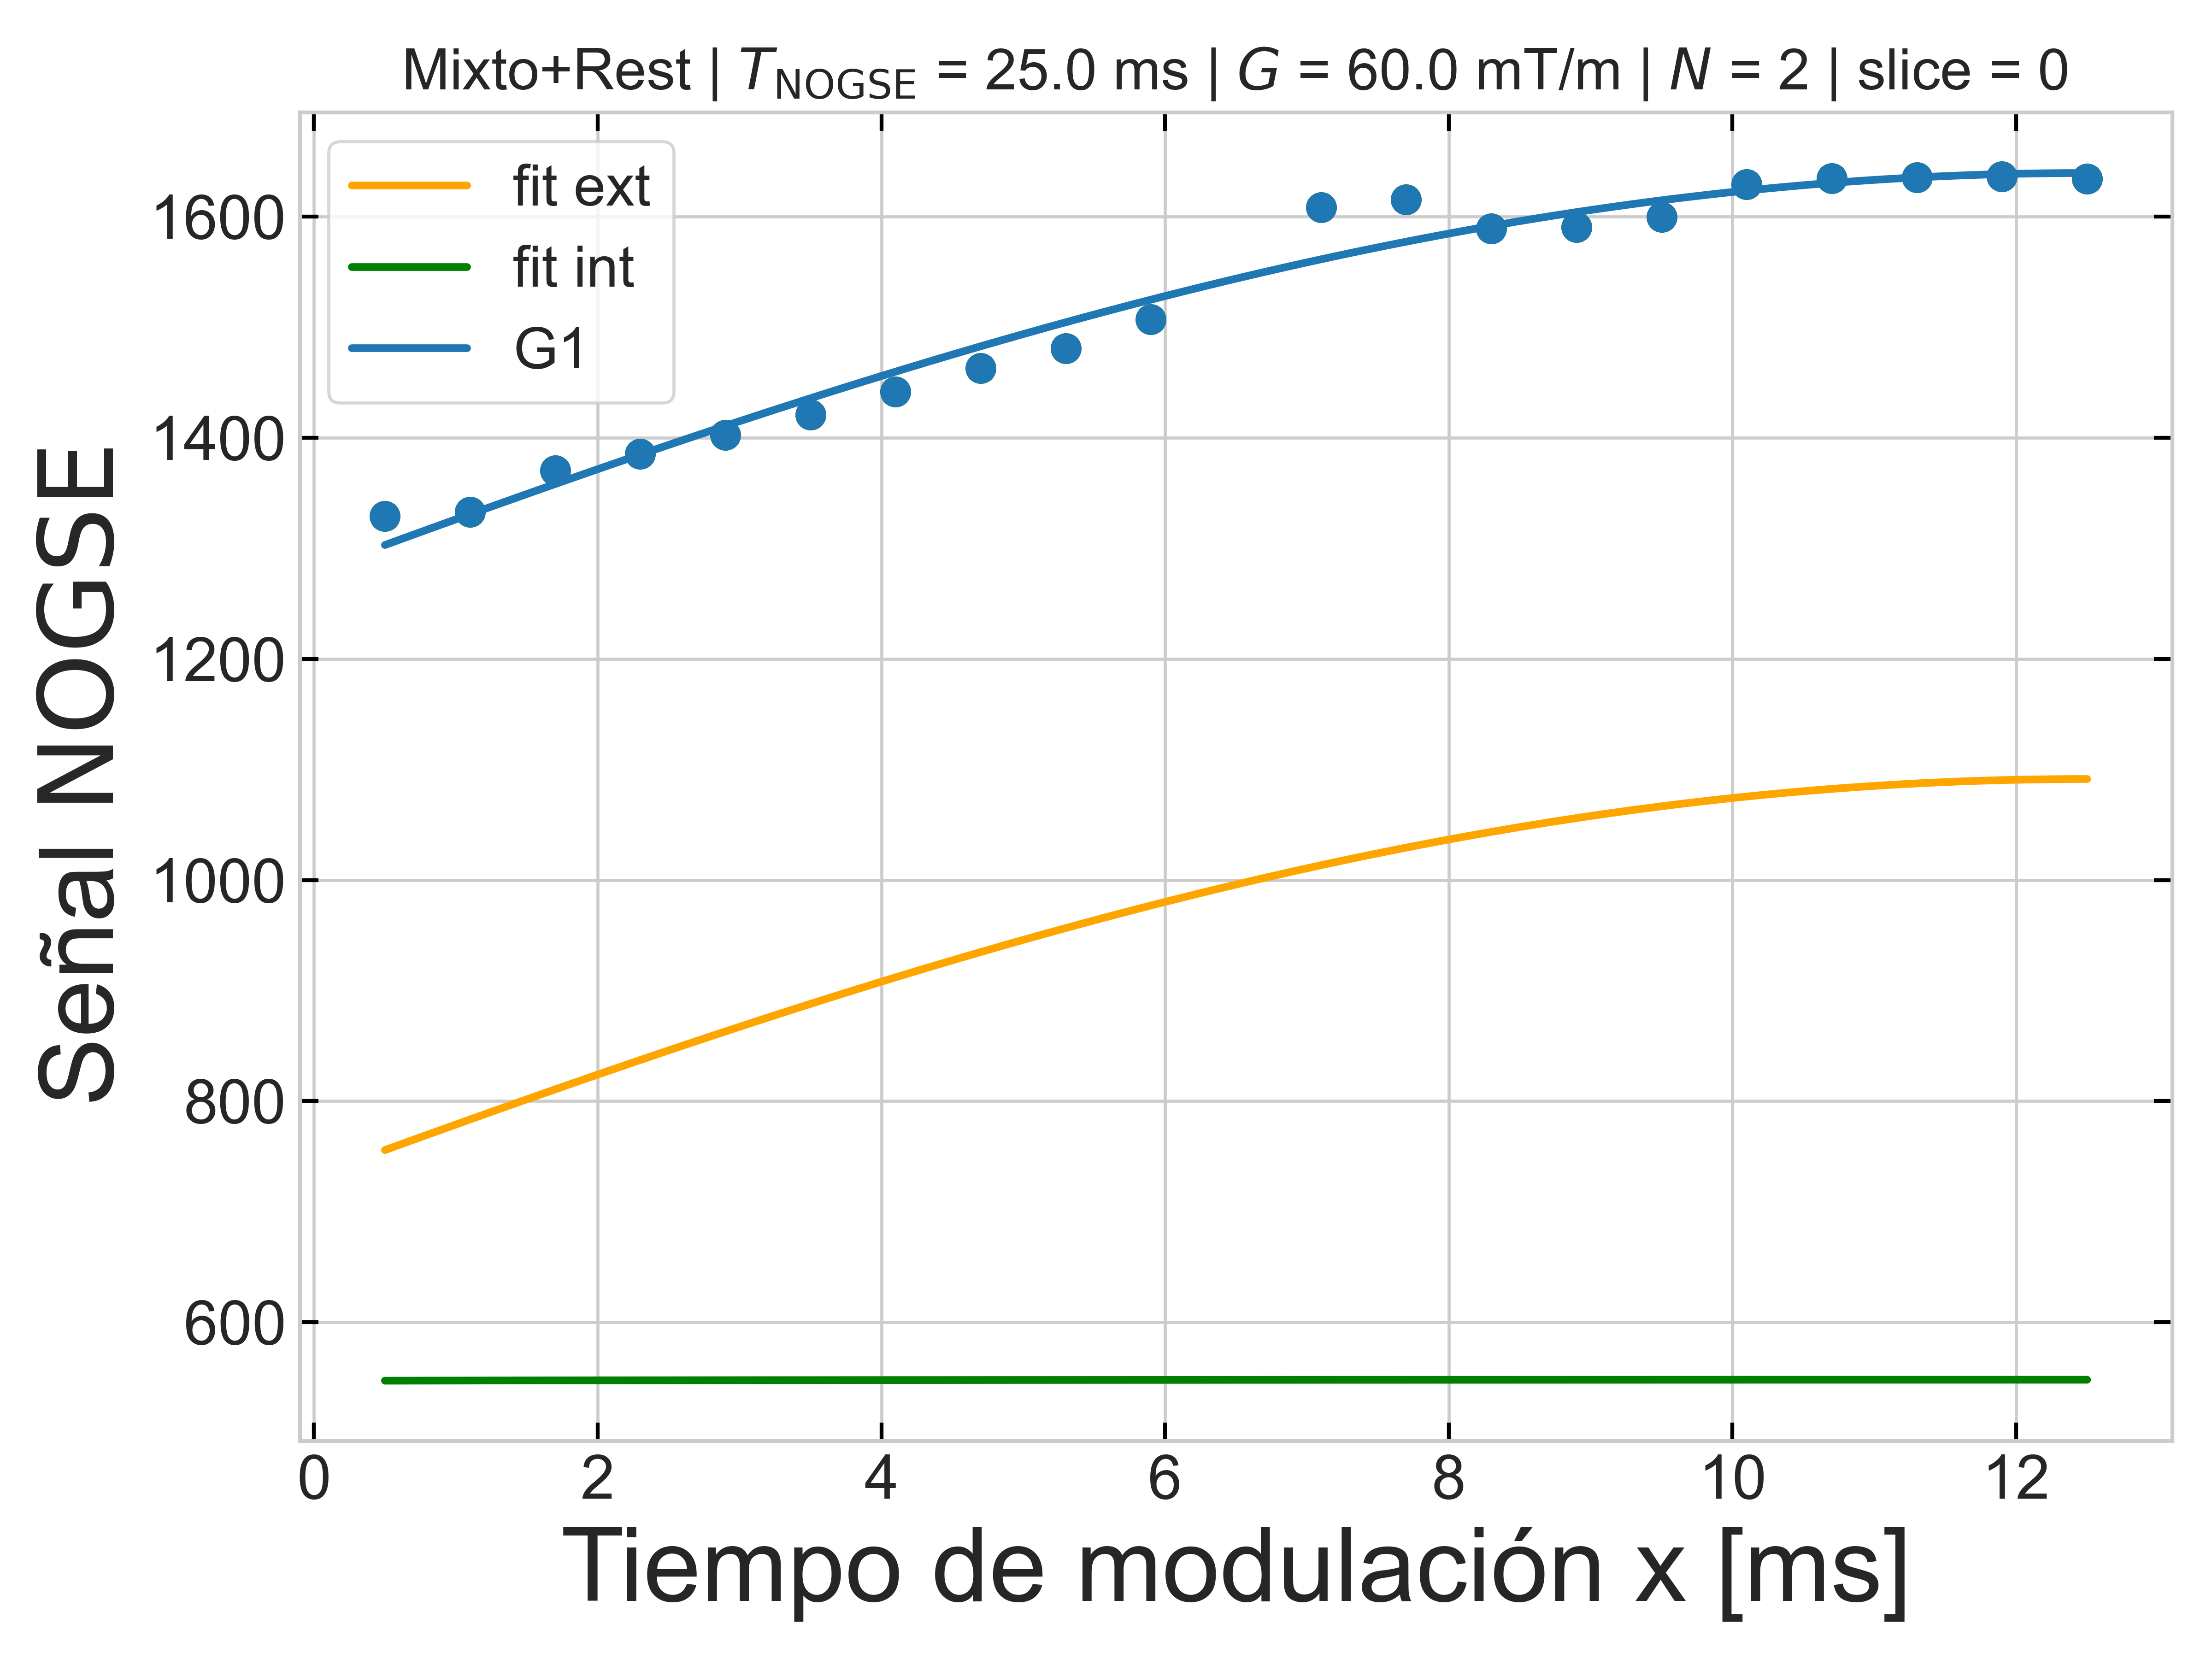 Mixto+Rest | T_NOGSE = 25.0 ms | G = 60.0 mT/m | N = 2 | slice = 0
fit ext
fit int
G1
Señal NOGSE
1600
1400
1200
1000
800
600
0 2 4 6 8 10 12
Tiempo de modulación x [ms]